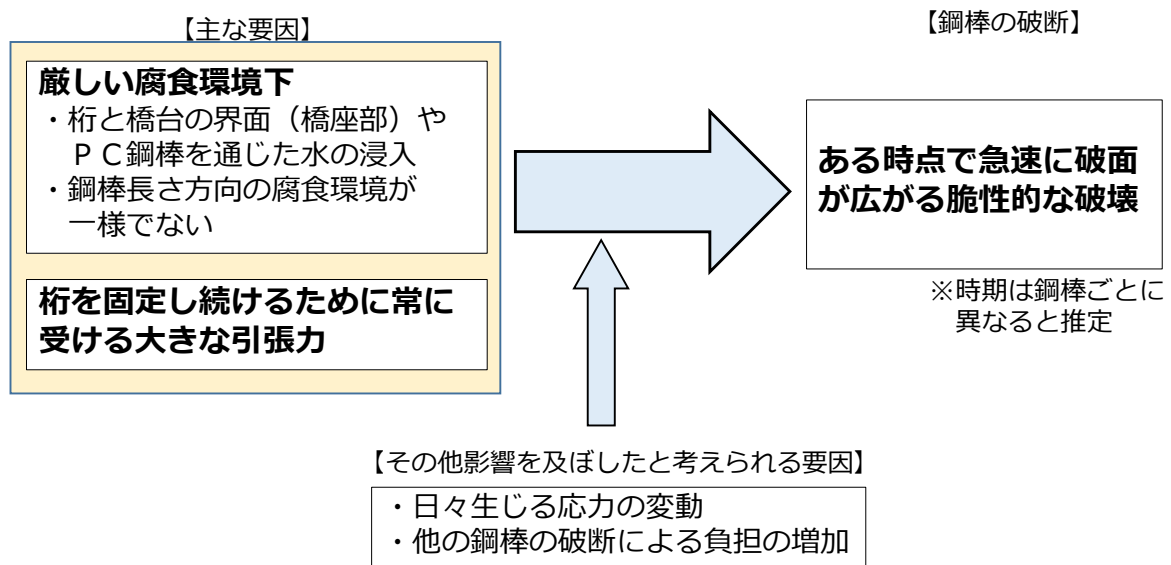 【主な要因】
厳しい腐食環境下
・桁と橋台の界面（橋座部）や
ＰＣ鋼棒を通じた水の浸入
・鋼棒長さ方向の腐食環境が
一様でない
桁を固定し続けるために常に
受ける大きな引張力
【鋼棒の破断】
ある時点で急速に破面
が広がる脆性的な破壊
※時期は鋼棒ごとに
異なると推定
【その他影響を及ぼしたと考えられる要因】
・日々生じる応力の変動
・他の鋼棒の破断による負担の増加